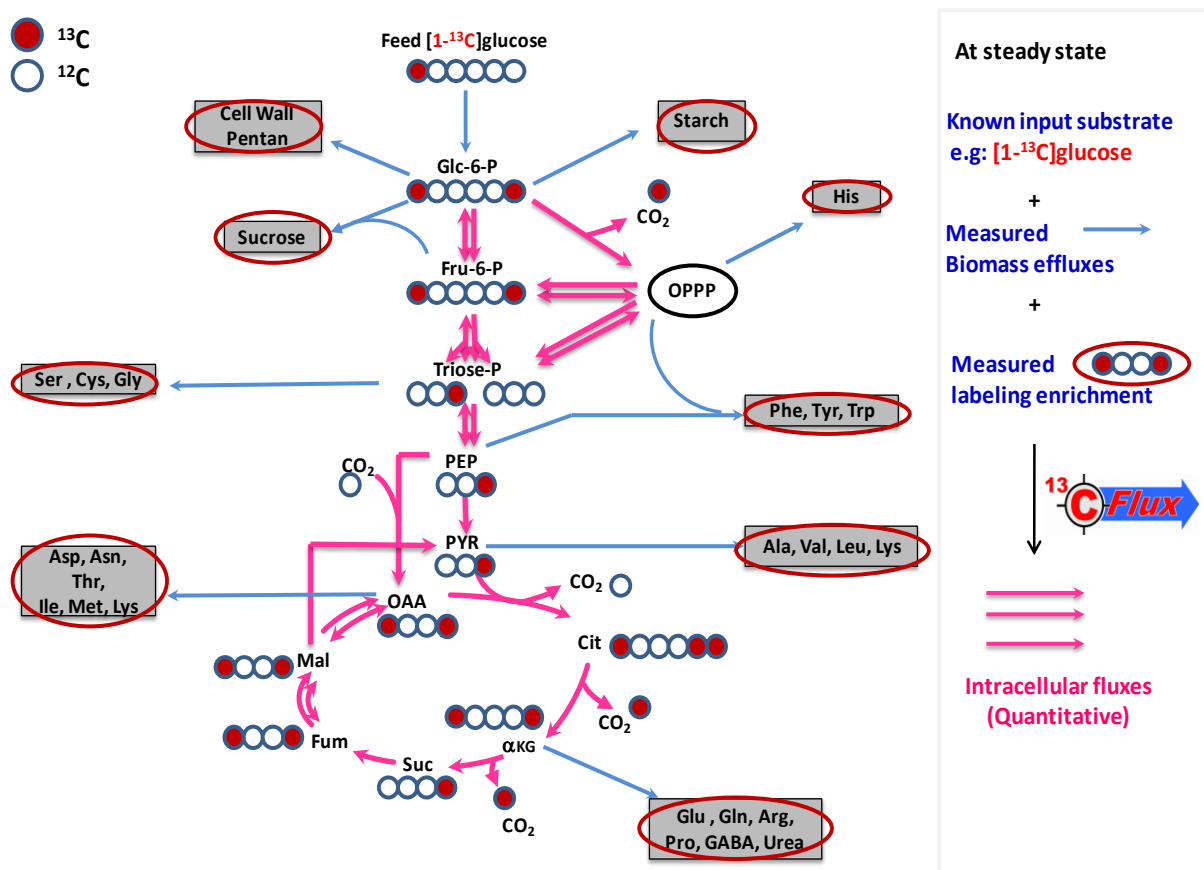 ¹³C
¹²C
Feed [1-¹³C]glucose
Cell Wall
Pentan
Starch
Glc-6-P
CO₂
His
Sucrose
Fru-6-P
OPPP
Triose-P
Ser , Cys, Gly
Phe, Tyr, Trp
CO₂
PEP
PYR
Ala, Val, Leu, Lys
Asp, Asn,
Thr,
Ile, Met, Lys
CO₂
OAA
Cit
Mal
CO₂
Fum
αKG
Suc
CO₂
Glu , Gln, Arg,
Pro, GABA, Urea
At steady state
Known input substrate
e.g: [1-¹³C]glucose
+
Measured
Biomass effluxes
+
Measured
labeling enrichment
13
C Flux
Intracellular fluxes
(Quantitative)